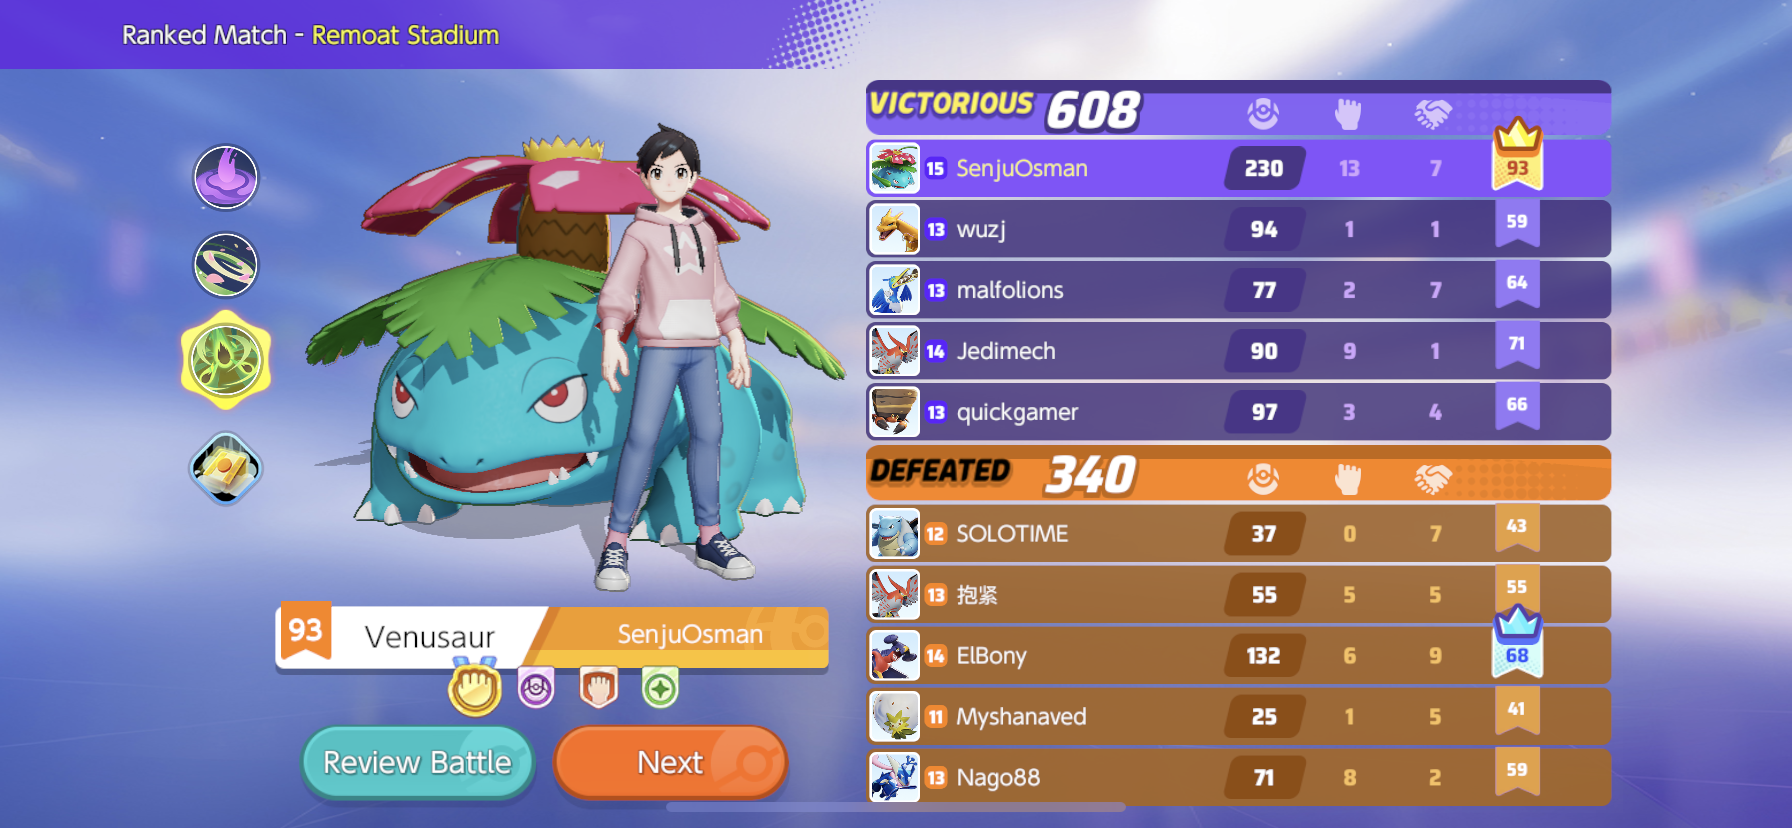 Ranked Match - Remoat Stadium
VICTORIOUS 608
15 SenjuOsman 230 13 7 93
13 wuzj 94 1 1 59
13 malfolions 77 2 7 64
14 Jedimech 90 9 1 71
13 quickgamer 97 3 4 66
DEFEATED 340
12 SOLOTIME 37 0 7 43
13 抱紧 55 5 5 55
14 ElBony 132 6 9 68
11 Myshanaved 25 1 5 41
13 Nago88 71 8 2 59
93 Venusaur SenjuOsman
Review Battle Next